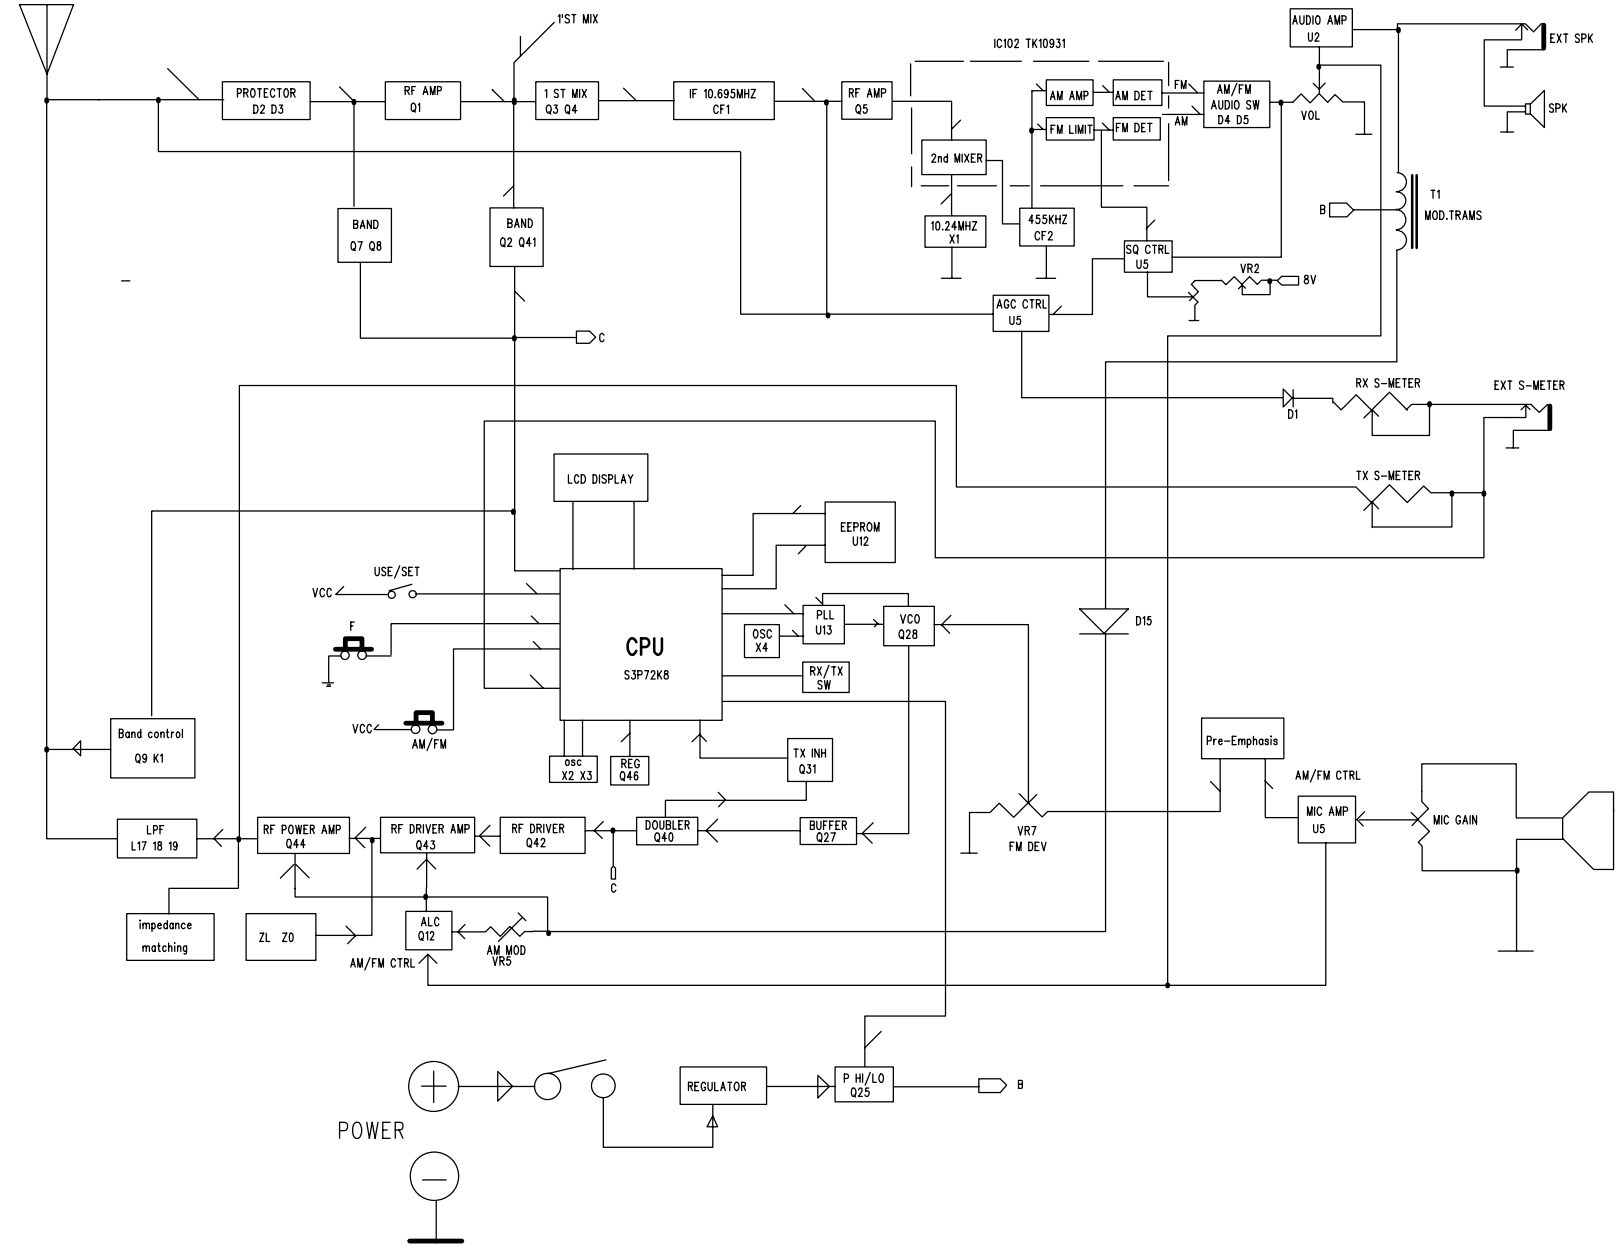 1'ST MIX
IC102 TK10931
AUDIO AMP
U2
EXT SPK
SPK
PROTECTOR
D2 D3
RF AMP
Q1
1 ST MIX
Q3 Q4
IF 10.695MHZ
CF1
RF AMP
Q5
AM AMP
AM DET
FM
AM/FM
AUDIO SW
D4 D5
VOL
FM LIMIT
FM DET
AM
2nd MIXER
10.24MHZ
X1
455KHZ
CF2
BAND
Q7 Q8
BAND
Q2 Q41
SQ CTRL
U5
VR2
8V
B
T1
MOD.TRAMS
AGC CTRL
U5
C
D1
RX S-METER
EXT S-METER
TX S-METER
LCD DISPLAY
EEPROM
U12
USE/SET
VCC
F
CPU
S3P72K8
PLL
U13
OSC
X4
VCO
Q28
RX/TX
SW
D15
VCC
AM/FM
Band control
Q9 K1
osc
X2 X3
REG
Q46
TX INH
Q31
Pre-Emphasis
AM/FM CTRL
MIC AMP
U5
MIC GAIN
LPF
L17 18 19
RF POWER AMP
Q44
RF DRIVER AMP
Q43
RF DRIVER
Q42
DOUBLER
Q40
BUFFER
Q27
VR7
FM DEV
C
impedance
matching
ZL Z0
ALC
Q12
AM MOD
VR5
AM/FM CTRL
POWER
REGULATOR
P HI/LO
Q25
B